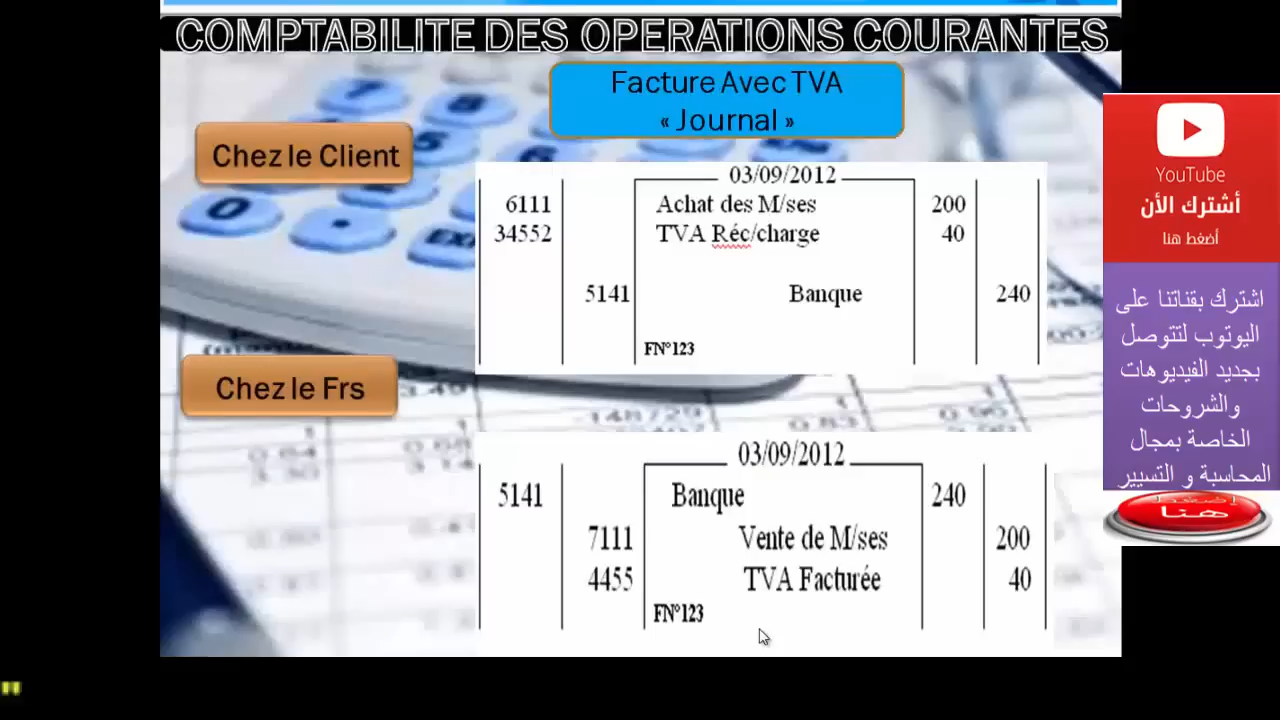 COMPTABILITE DES OPERATIONS COURANTES
Facture Avec TVA
« Journal »
Chez le Client
03/09/2012
6111 Achat des M/ses 200
34552 TVA Réc/charge 40
5141 Banque 240
FN°123
Chez le Frs
03/09/2012
5141 Banque 240
7111 Vente de M/ses 200
4455 TVA Facturée 40
FN°123
YouTube
أشترك الأن
أضغط هنا
اشترك بقناتنا على
اليوتوب لتتوصل
بجديد الفيديوهات
والشروحات
الخاصة بمجال
المحاسبة و التسيير
هنا